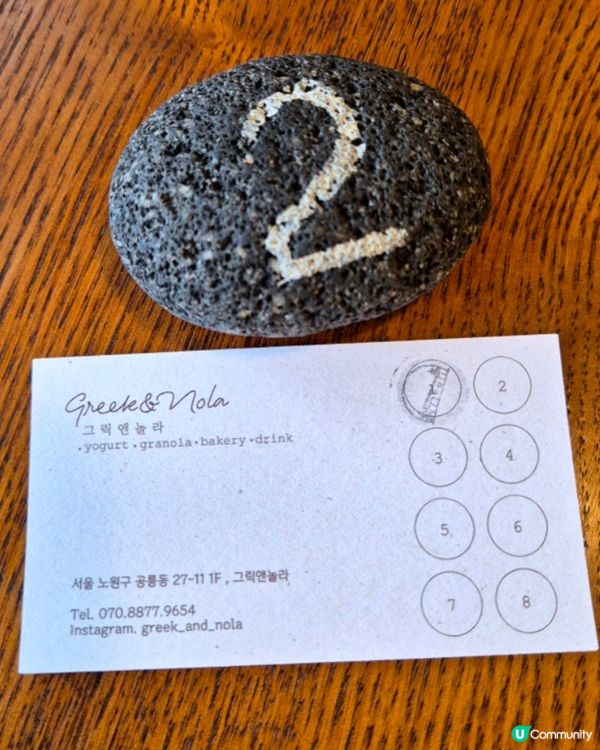 2
Greek&Nola
그릭앤놀라
.yogurt.granola.bakery.drink
서울 노원구 공릉동 27-11 1F , 그릭앤놀라
Tel. 070.8877.9654
Instagram. greek_and_nola
1 2
3 4
5 6
7 8
U Community